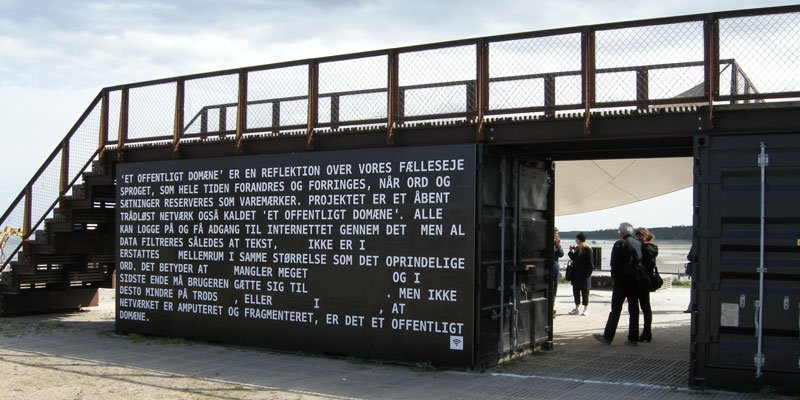 'ET OFFENTLIGT DOMÆNE' ER EN REFLEKTION OVER VORES FÆLLESEJE
SPROGET, SOM HELE TIDEN FORANDRES OG FORRINGES, NÅR ORD OG
SÆTNINGER RESERVERES SOM VAREMÆRKER. PROJEKTET ER ET ÅBENT
TRÅDLØST NETVÆRK OGSÅ KALDET 'ET OFFENTLIGT DOMÆNE'. ALLE
KAN LOGGE PÅ OG FÅ ADGANG TIL INTERNETTET GENNEM DET MEN AL
DATA FILTRERES SÅLEDES AT TEKST, IKKE ER I
ERSTATTES MELLEMRUM I SAMME STØRRELSE SOM DET OPRINDELIGE
ORD. DET BETYDER AT MANGLER MEGET OG I
SIDSTE ENDE MÅ BRUGEREN GÆTTE SIG TIL . MEN IKKE
DESTO MINDRE PÅ TRODS , ELLER I , AT
NETVÆRKET ER AMPUTERET OG FRAGMENTERET, ER DET ET OFFENTLIGT
DOMÆNE.